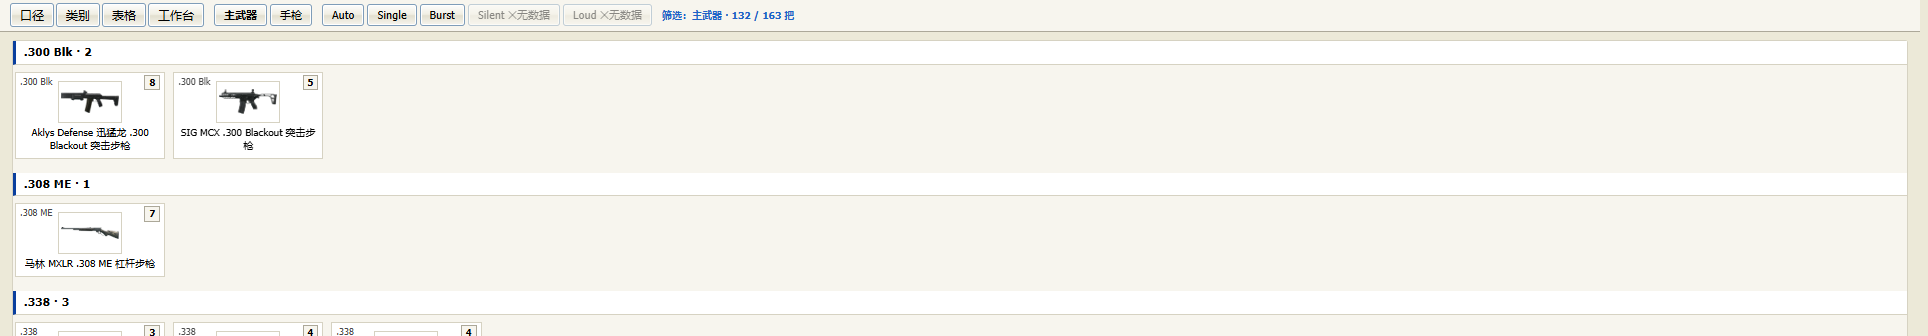 口径 类别 表格 工作台 主武器 手枪 Auto Single Burst Silent ×无数据 Loud ×无数据 筛选：主武器 · 132 / 163 把
.300 Blk · 2
.300 Blk 8
Aklys Defense 迅猛龙 .300
Blackout 突击步枪
.300 Blk 5
SIG MCX .300 Blackout 突击步
枪
.308 ME · 1
.308 ME 7
马林 MXLR .308 ME 杠杆步枪
.338 · 3
.338 3
.338 4
.338 4